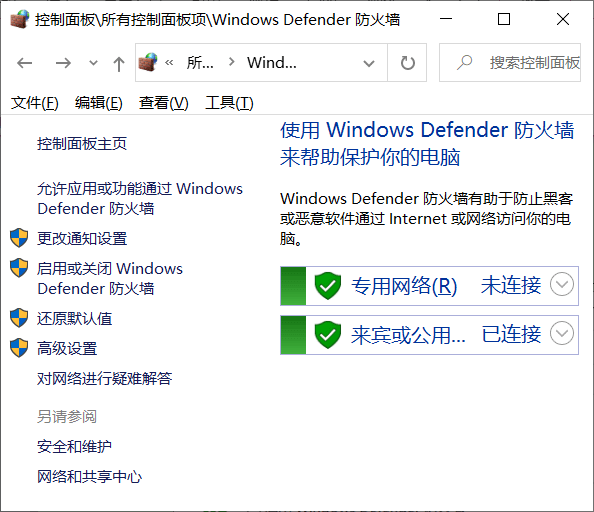 控制面板\所有控制面板项\Windows Defender 防火墙
« 所... > Wind...
搜索控制面板
文件(F) 编辑(E) 查看(V) 工具(T)
控制面板主页
允许应用或功能通过 Windows
Defender 防火墙
更改通知设置
启用或关闭 Windows
Defender 防火墙
还原默认值
高级设置
对网络进行疑难解答
另请参阅
安全和维护
网络和共享中心
使用 Windows Defender 防火墙
来帮助保护你的电脑
Windows Defender 防火墙有助于防止黑客
或恶意软件通过 Internet 或网络访问你的电
脑。
专用网络(R) 未连接
来宾或公用... 已连接